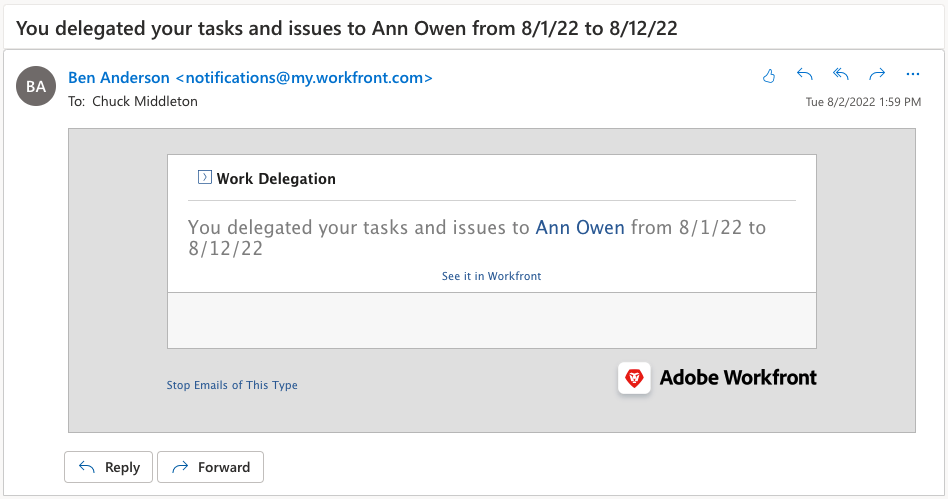 You delegated your tasks and issues to Ann Owen from 8/1/22 to 8/12/22
BA
Ben Anderson <notifications@my.workfront.com>
To: Chuck Middleton
Tue 8/2/2022 1:59 PM
Work Delegation
You delegated your tasks and issues to Ann Owen from 8/1/22 to
8/12/22
See it in Workfront
Stop Emails of This Type
Adobe Workfront
Reply
Forward